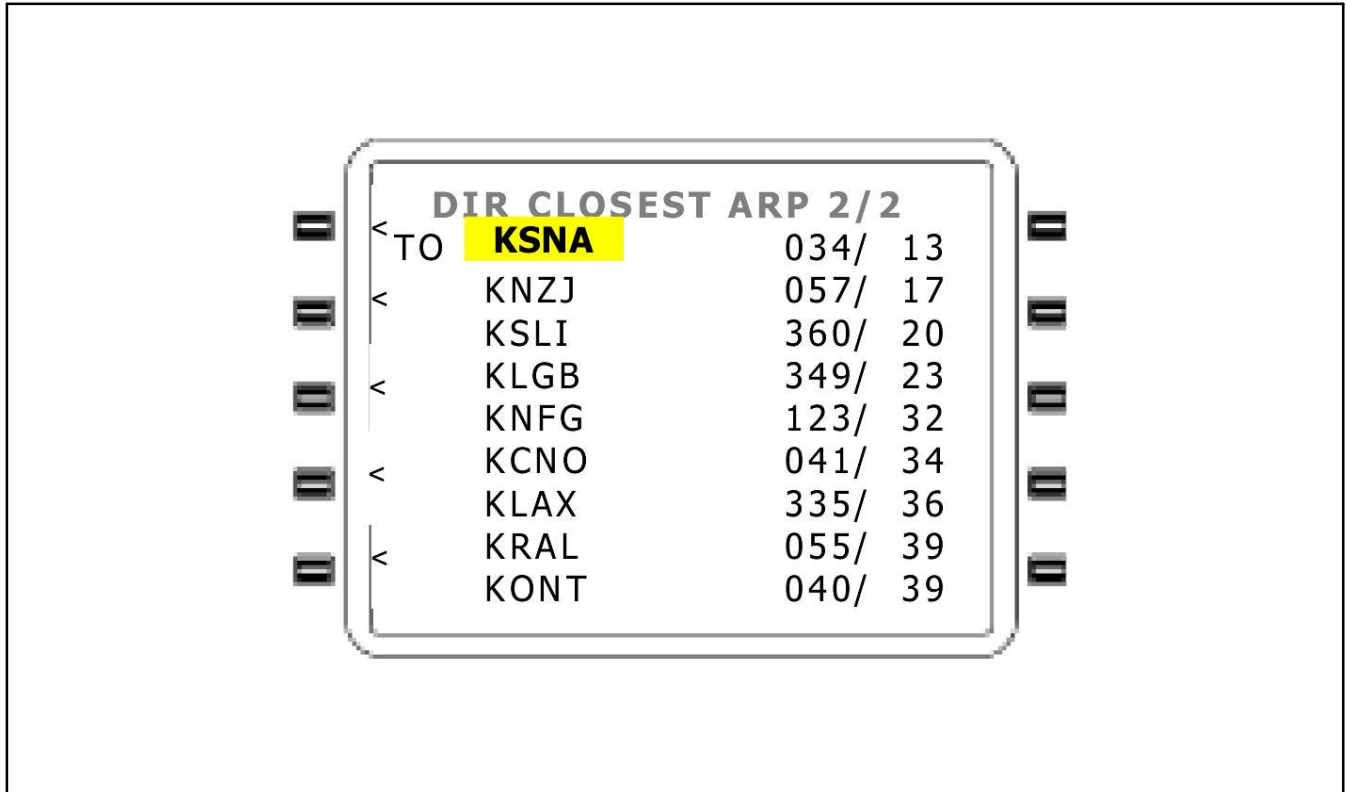 DIR CLOSEST ARP 2/2
< TO KSNA 034/ 13
< KNZJ 057/ 17
KSLI 360/ 20
< KLGB 349/ 23
KNFG 123/ 32
< KCNO 041/ 34
KLAX 335/ 36
< KRAL 055/ 39
KONT 040/ 39